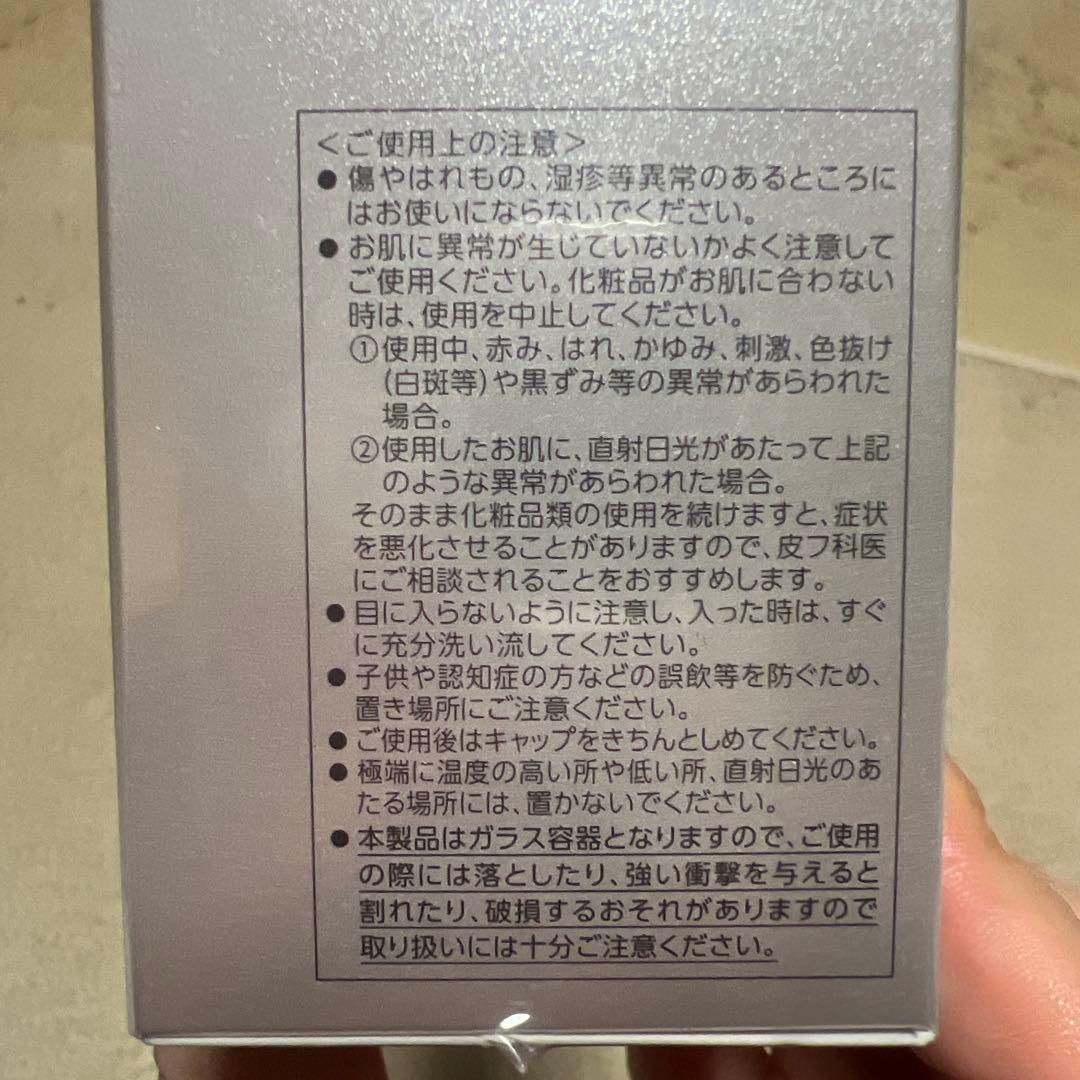 ＜ご使用上の注意＞
●傷やはれもの、湿疹等異常のあるところに
はお使いにならないでください。
●お肌に異常が生じていないかよく注意して
ご使用ください。化粧品がお肌に合わない
時は、使用を中止してください。
①使用中、赤み、はれ、かゆみ、刺激、色抜け
(白斑等)や黒ずみ等の異常があらわれた
場合。
②使用したお肌に、直射日光があたって上記
のような異常があらわれた場合。
そのまま化粧品類の使用を続けますと、症状
を悪化させることがありますので、皮フ科医
にご相談されることをおすすめします。
●目に入らないように注意し、入った時は、すぐ
に充分洗い流してください。
●子供や認知症の方などの誤飲等を防ぐため、
置き場所にご注意ください。
●ご使用後はキャップをきちんとしめてください。
●極端に温度の高い所や低い所、直射日光のあ
たる場所には、置かないでください。
●本製品はガラス容器となりますので、ご使用
の際には落としたり、強い衝撃を与えると
割れたり、破損するおそれがありますので
取り扱いには十分ご注意ください。